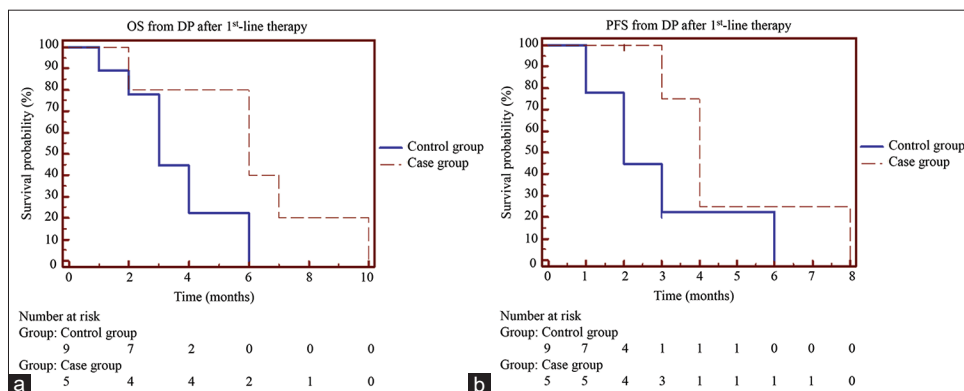 OS from DP after 1st-line therapy
100
90
80
70
60
50
40
30
20
10
0
Survival probability (%)
0 2 4 6 8 10
Time (months)
Control group
Case group
Number at risk
Group: Control group
9 7 2 0 0 0
Group: Case group
5 4 4 2 1 0
a
PFS from DP after 1st-line therapy
100
90
80
70
60
50
40
30
20
10
0
Survival probability (%)
0 1 2 3 4 5 6 7 8
Time (months)
Control group
Case group
Number at risk
Group: Control group
9 7 4 1 1 1 0 0 0
Group: Case group
5 5 4 3 1 1 1 1 0
b